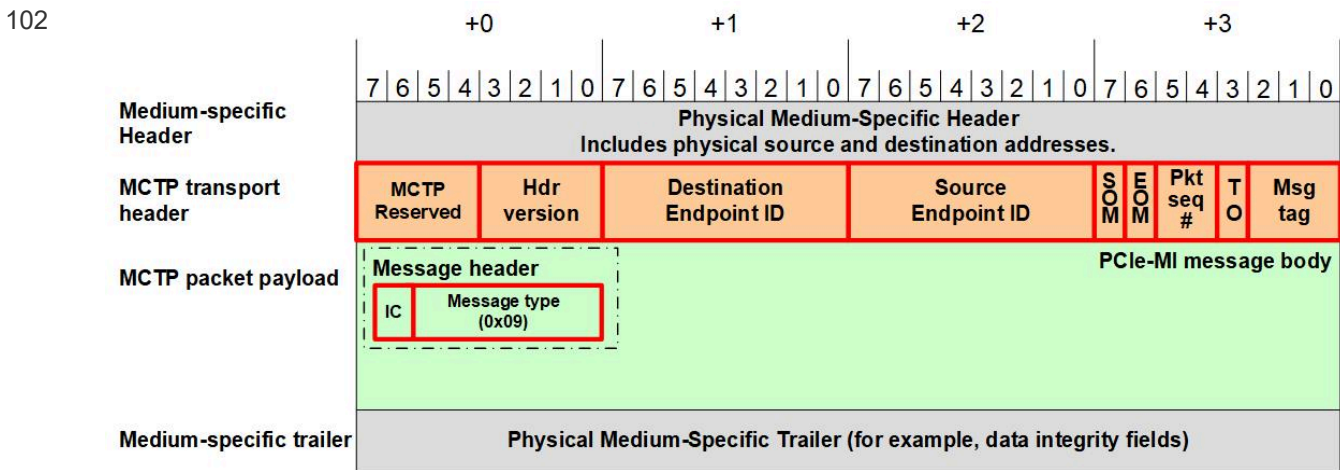 102
+0 +1 +2 +3
7 6 5 4 3 2 1 0 7 6 5 4 3 2 1 0 7 6 5 4 3 2 1 0 7 6 5 4 3 2 1 0
Medium-specific
Header
Physical Medium-Specific Header
Includes physical source and destination addresses.
MCTP transport
header
MCTP
Reserved
Hdr
version
Destination
Endpoint ID
Source
Endpoint ID
SOM
EOM
Pkt
seq
#
TO
Msg
tag
MCTP packet payload
Message header
IC
Message type
(0x09)
PCIe-MI message body
Medium-specific trailer
Physical Medium-Specific Trailer (for example, data integrity fields)